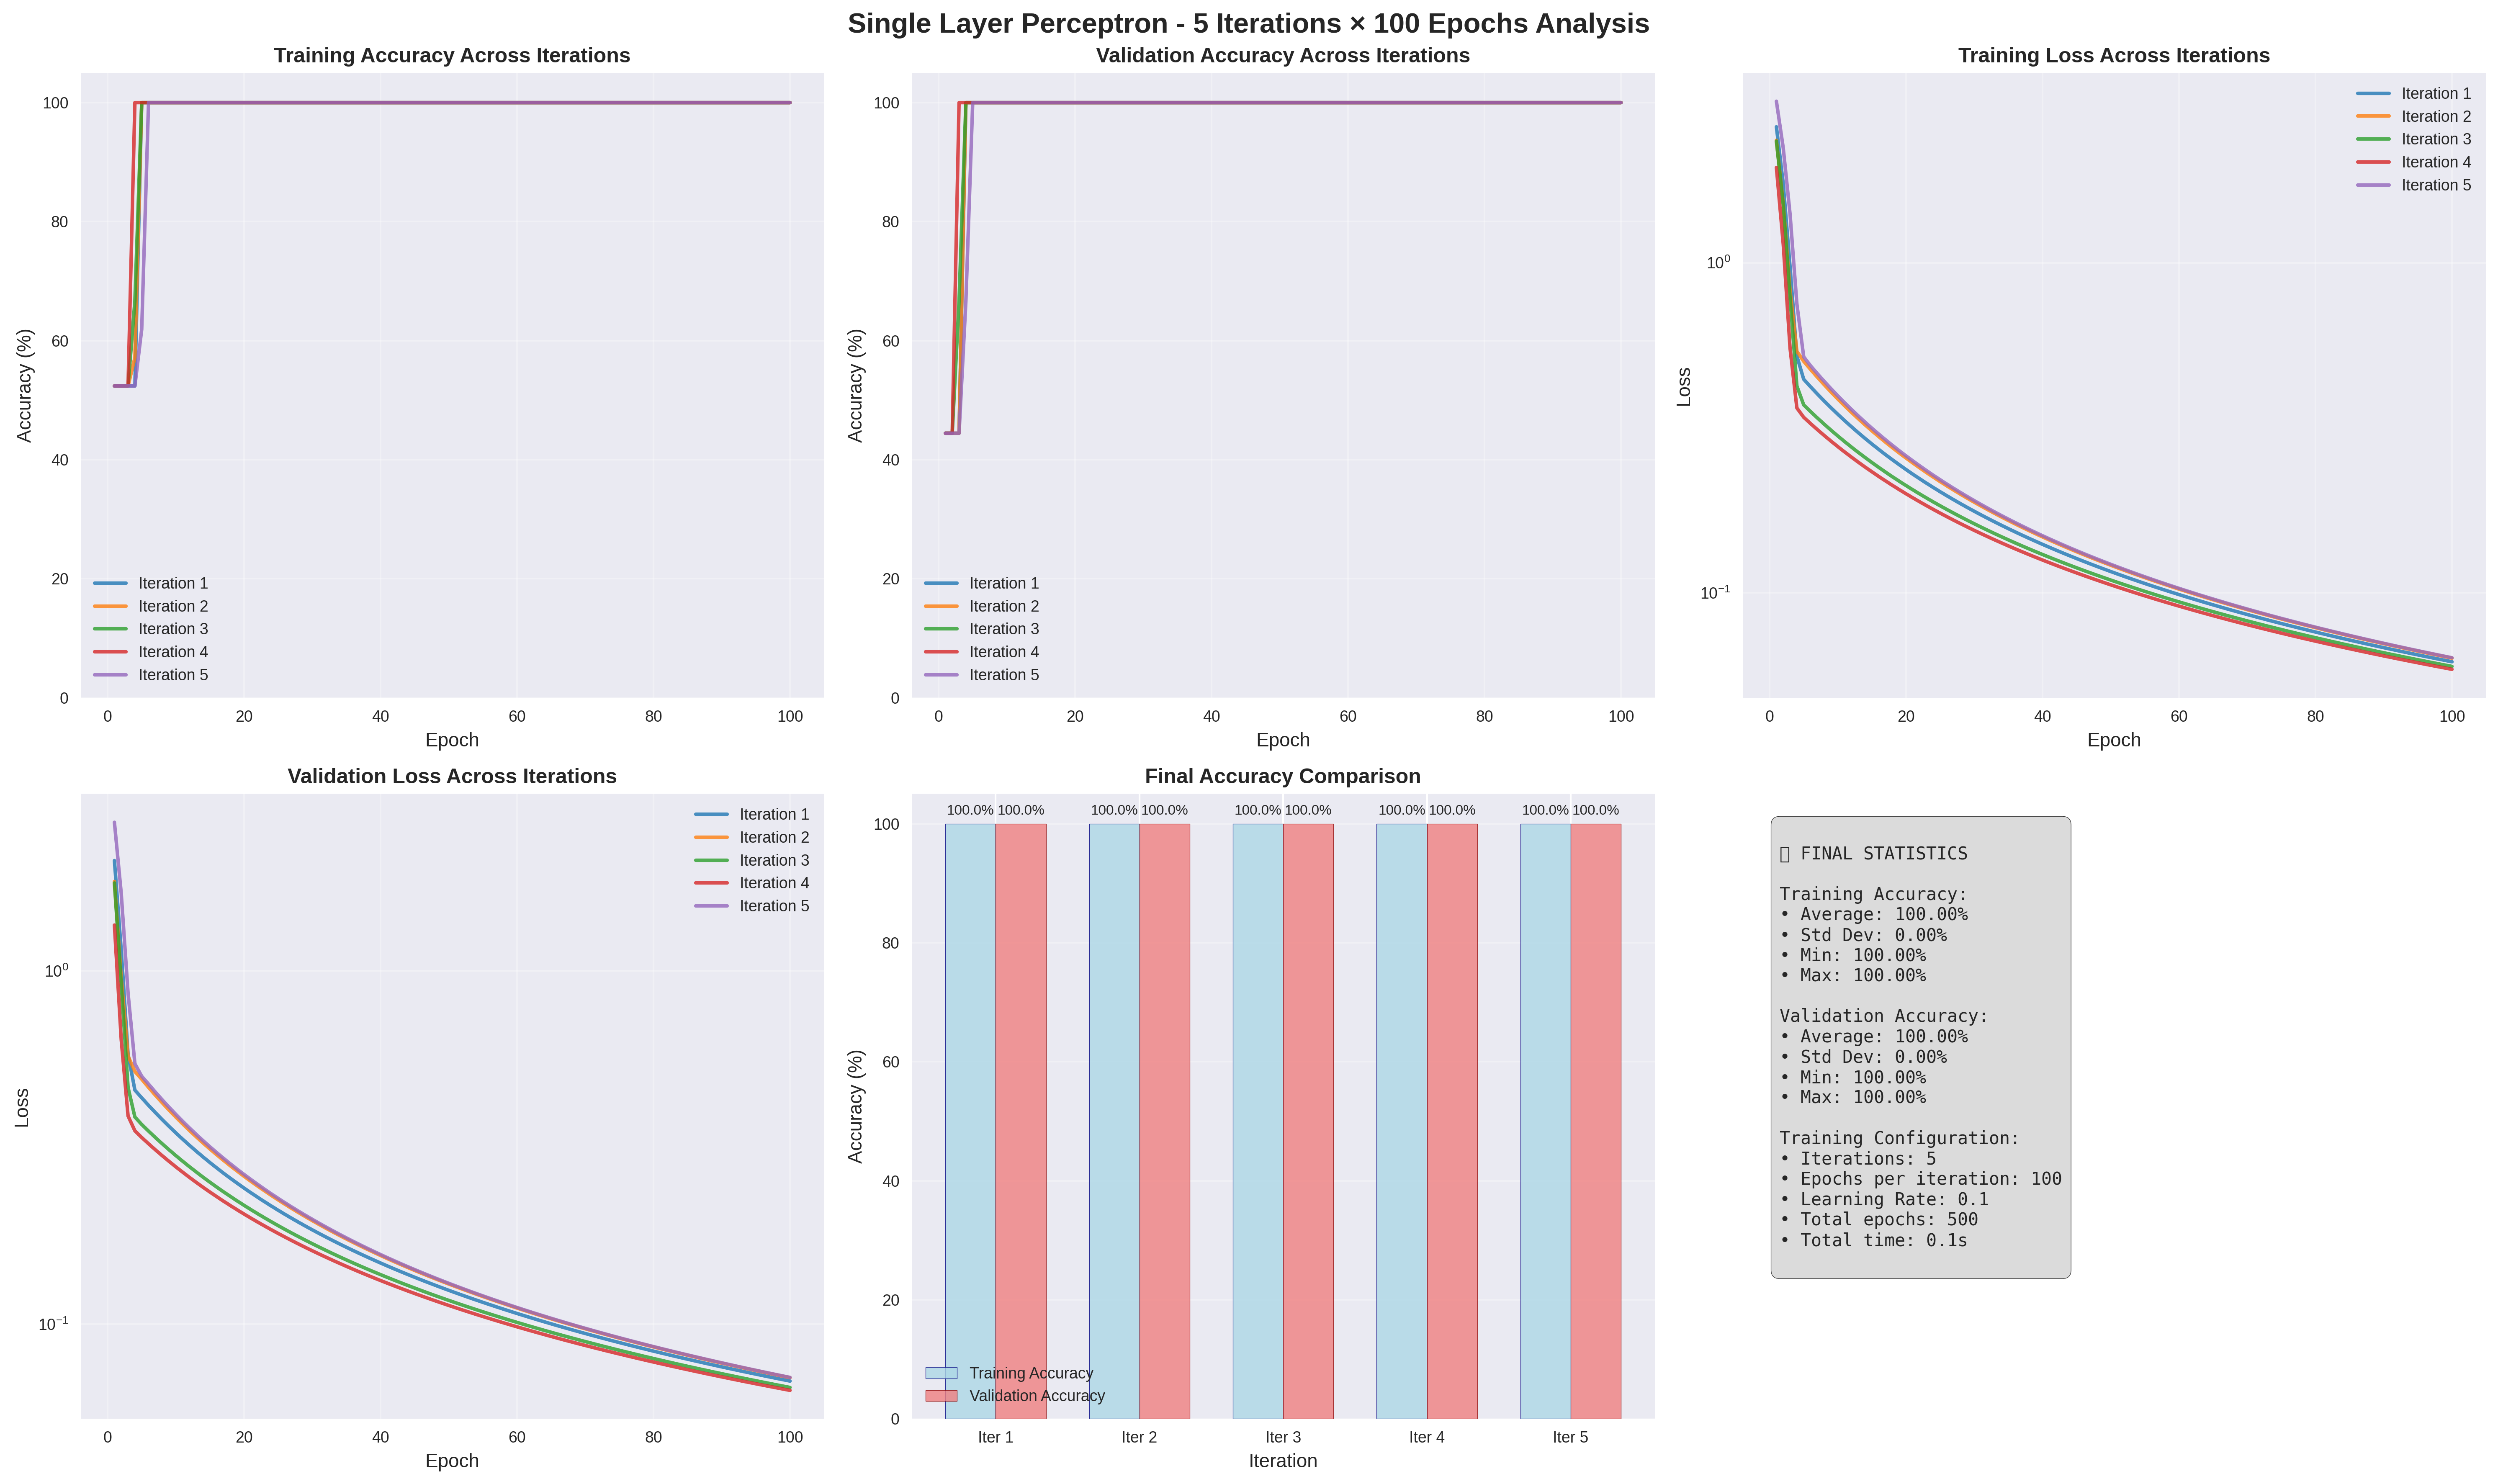 Single Layer Perceptron - 5 Iterations × 100 Epochs Analysis
Training Accuracy Across Iterations
100
80
60
40
20
0
Accuracy (%)
Iteration 1
Iteration 2
Iteration 3
Iteration 4
Iteration 5
0 20 40 60 80 100
Epoch
Validation Accuracy Across Iterations
100
80
60
40
20
0
Accuracy (%)
Iteration 1
Iteration 2
Iteration 3
Iteration 4
Iteration 5
0 20 40 60 80 100
Epoch
Training Loss Across Iterations
Iteration 1
Iteration 2
Iteration 3
Iteration 4
Iteration 5
10⁰
10⁻¹
Loss
0 20 40 60 80 100
Epoch
Validation Loss Across Iterations
Iteration 1
Iteration 2
Iteration 3
Iteration 4
Iteration 5
10⁰
10⁻¹
Loss
0 20 40 60 80 100
Epoch
Final Accuracy Comparison
100.0% 100.0% 100.0% 100.0% 100.0% 100.0% 100.0% 100.0% 100.0% 100.0%
100
80
60
40
20
0
Accuracy (%)
Training Accuracy
Validation Accuracy
Iter 1 Iter 2 Iter 3 Iter 4 Iter 5
Iteration
FINAL STATISTICS
Training Accuracy:
• Average: 100.00%
• Std Dev: 0.00%
• Min: 100.00%
• Max: 100.00%
Validation Accuracy:
• Average: 100.00%
• Std Dev: 0.00%
• Min: 100.00%
• Max: 100.00%
Training Configuration:
• Iterations: 5
• Epochs per iteration: 100
• Learning Rate: 0.1
• Total epochs: 500
• Total time: 0.1s